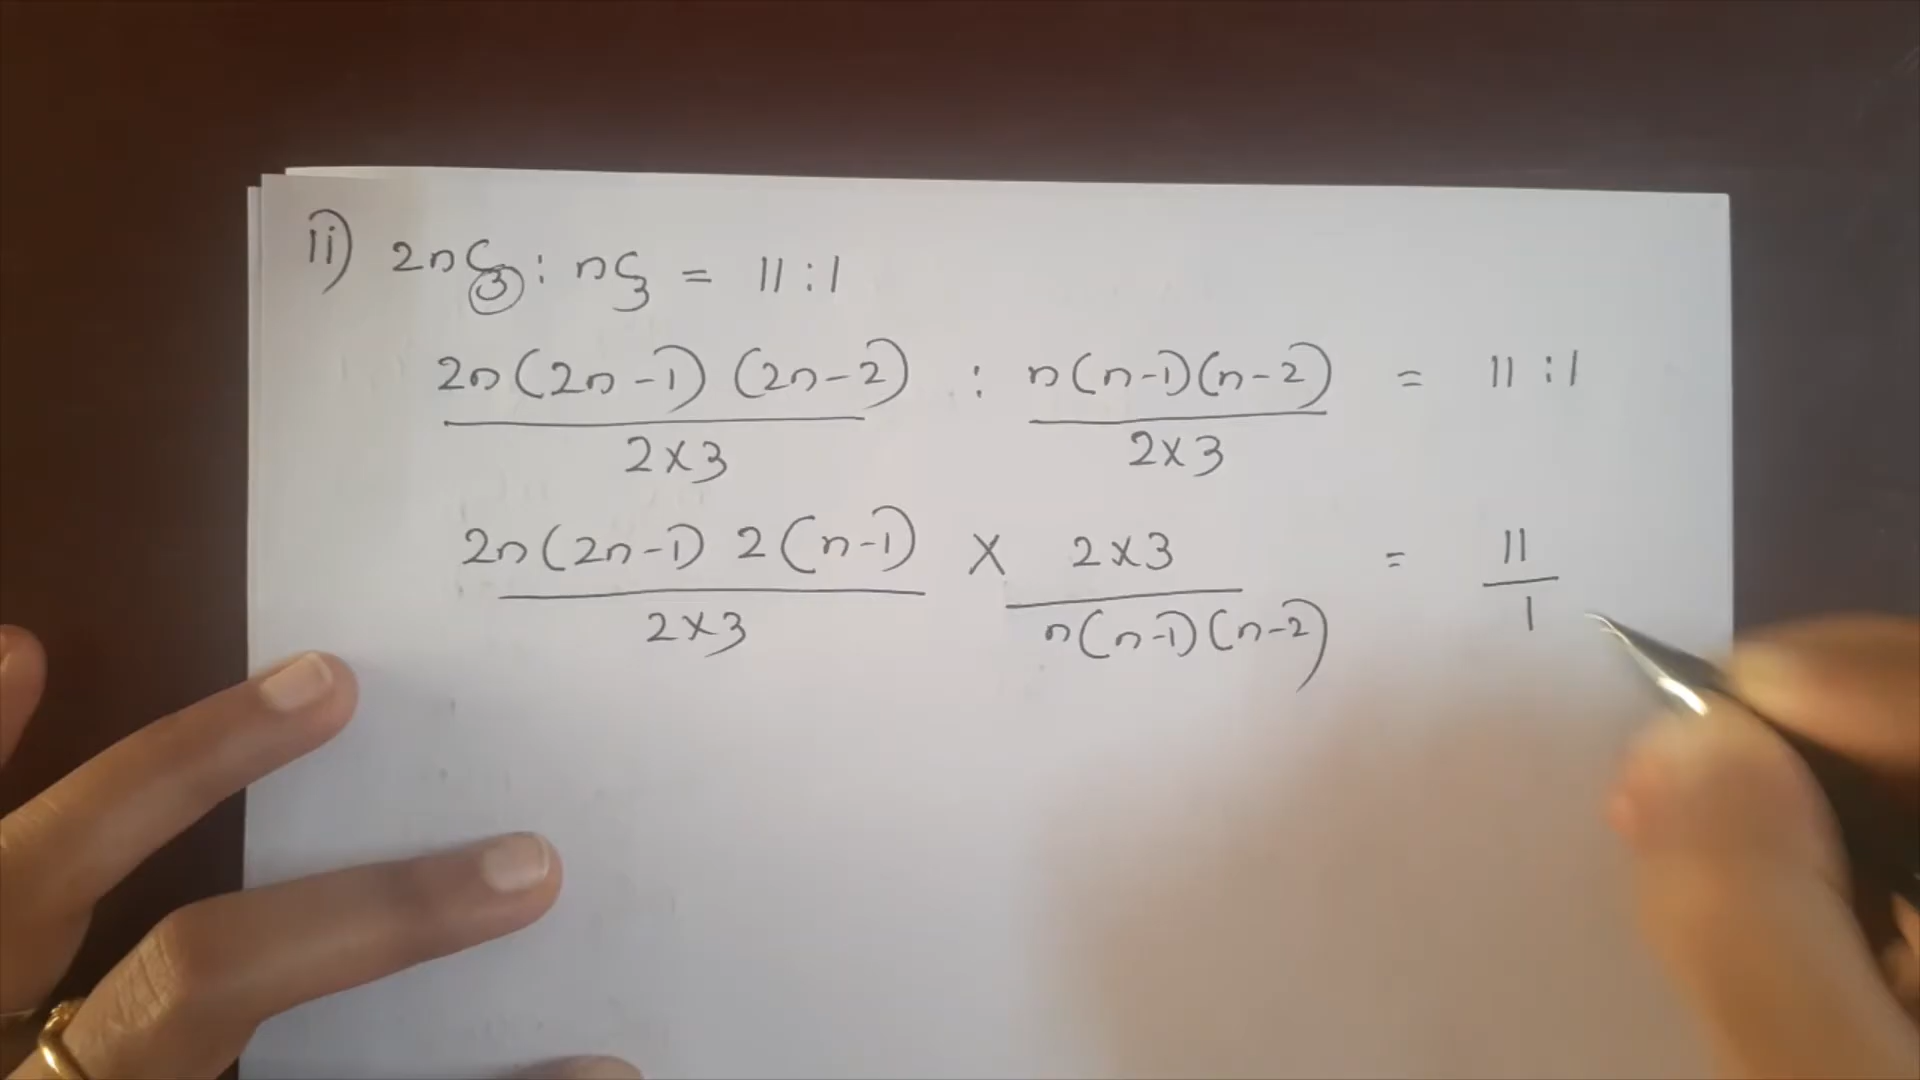 ii) 2nC3 : nC3 = 11 : 1
2n(2n-1)(2n-2) : n(n-1)(n-2) = 11 : 1
2×3 2×3
2n(2n-1) 2(n-1) × 2×3 = 11
2×3 n(n-1)(n-2) 1